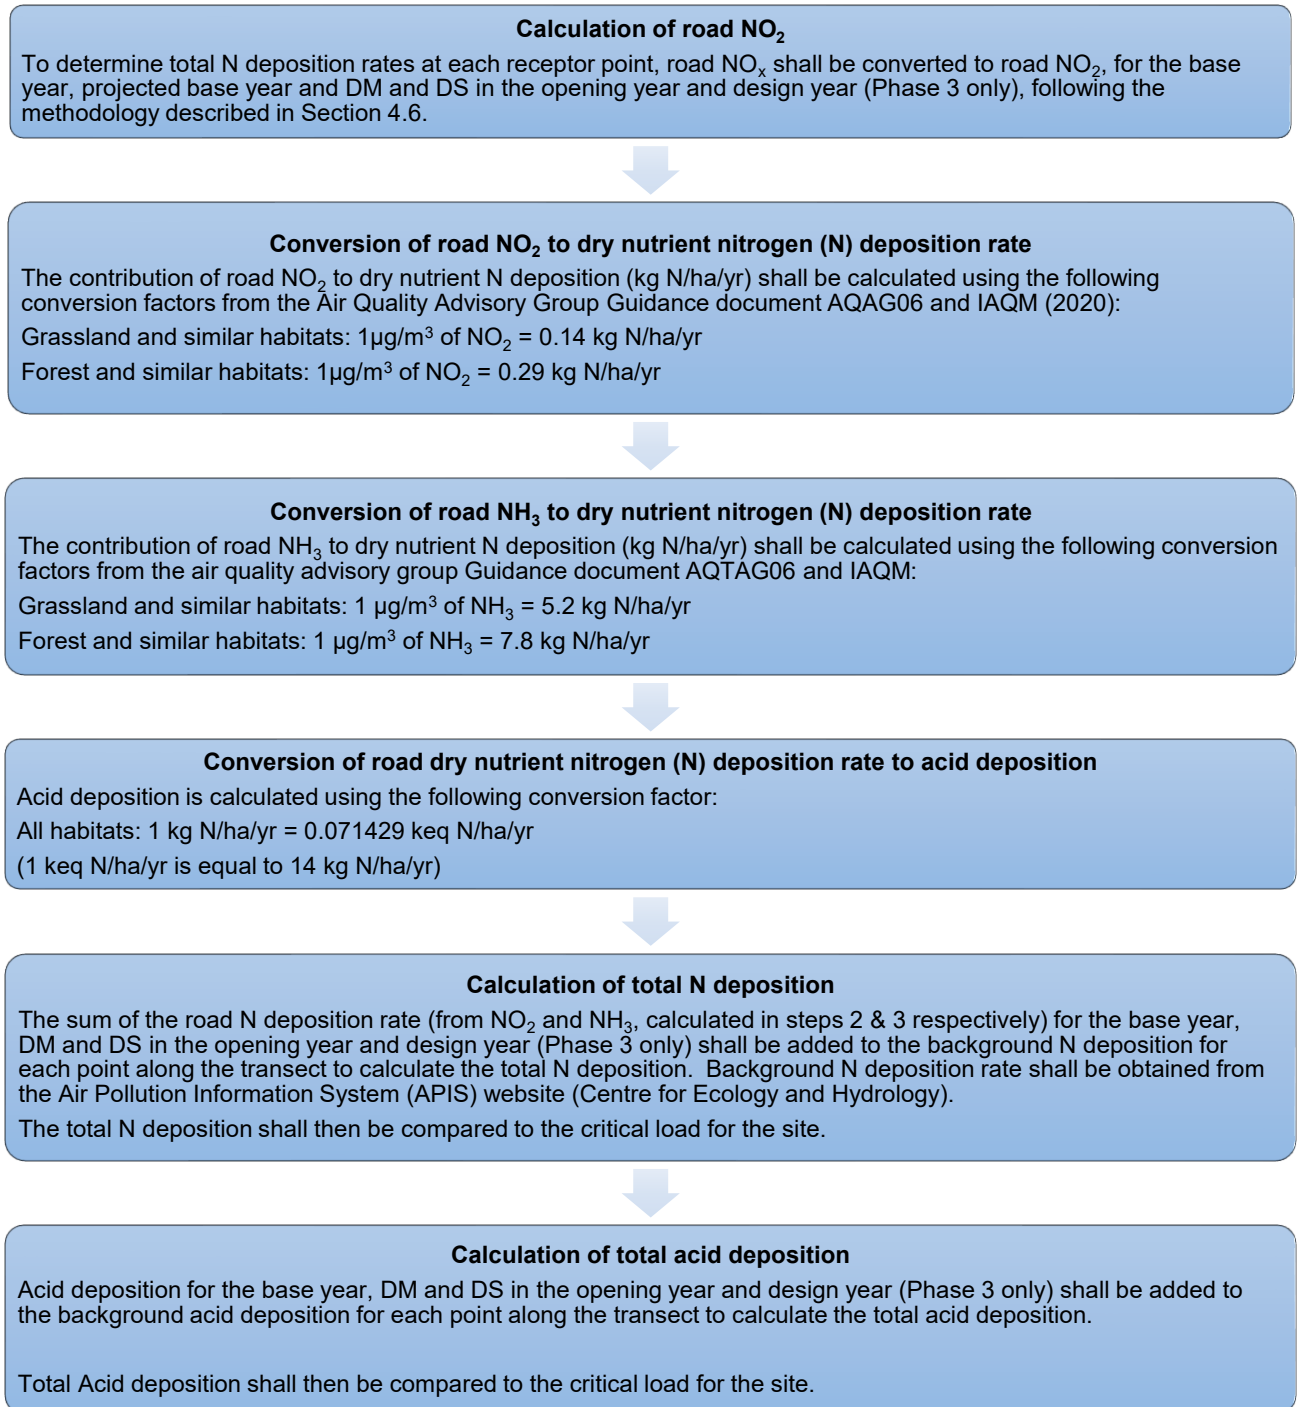 Calculation of road NO₂
To determine total N deposition rates at each receptor point, road NOₓ shall be converted to road NO₂, for the base
year, projected base year and DM and DS in the opening year and design year (Phase 3 only), following the
methodology described in Section 4.6.
Conversion of road NO₂ to dry nutrient nitrogen (N) deposition rate
The contribution of road NO₂ to dry nutrient N deposition (kg N/ha/yr) shall be calculated using the following
conversion factors from the Air Quality Advisory Group Guidance document AQAG06 and IAQM (2020):
Grassland and similar habitats: 1µg/m³ of NO₂ = 0.14 kg N/ha/yr
Forest and similar habitats: 1µg/m³ of NO₂ = 0.29 kg N/ha/yr
Conversion of road NH₃ to dry nutrient nitrogen (N) deposition rate
The contribution of road NH₃ to dry nutrient N deposition (kg N/ha/yr) shall be calculated using the following conversion
factors from the air quality advisory group Guidance document AQTAG06 and IAQM:
Grassland and similar habitats: 1 µg/m³ of NH₃ = 5.2 kg N/ha/yr
Forest and similar habitats: 1 µg/m³ of NH₃ = 7.8 kg N/ha/yr
Conversion of road dry nutrient nitrogen (N) deposition rate to acid deposition
Acid deposition is calculated using the following conversion factor:
All habitats: 1 kg N/ha/yr = 0.071429 keq N/ha/yr
(1 keq N/ha/yr is equal to 14 kg N/ha/yr)
Calculation of total N deposition
The sum of the road N deposition rate (from NO₂ and NH₃, calculated in steps 2 & 3 respectively) for the base year,
DM and DS in the opening year and design year (Phase 3 only) shall be added to the background N deposition for
each point along the transect to calculate the total N deposition. Background N deposition rate shall be obtained from
the Air Pollution Information System (APIS) website (Centre for Ecology and Hydrology).
The total N deposition shall then be compared to the critical load for the site.
Calculation of total acid deposition
Acid deposition for the base year, DM and DS in the opening year and design year (Phase 3 only) shall be added to
the background acid deposition for each point along the transect to calculate the total acid deposition.
Total Acid deposition shall then be compared to the critical load for the site.